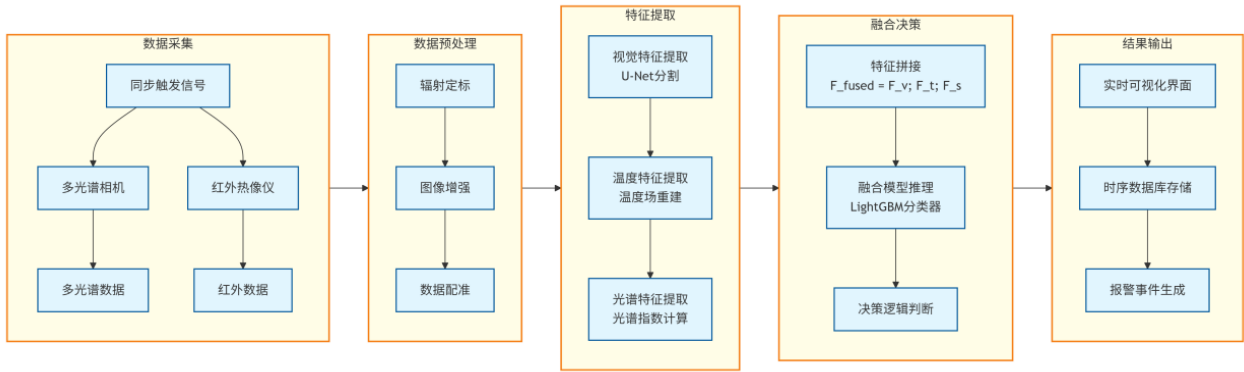 数据采集
同步触发信号
多光谱相机
红外热像仪
多光谱数据
红外数据
数据预处理
辐射定标
图像增强
数据配准
特征提取
视觉特征提取
U-Net分割
温度特征提取
温度场重建
光谱特征提取
光谱指数计算
融合决策
特征拼接
F_fused = F_v; F_t; F_s
融合模型推理
LightGBM分类器
决策逻辑判断
结果输出
实时可视化界面
时序数据库存储
报警事件生成